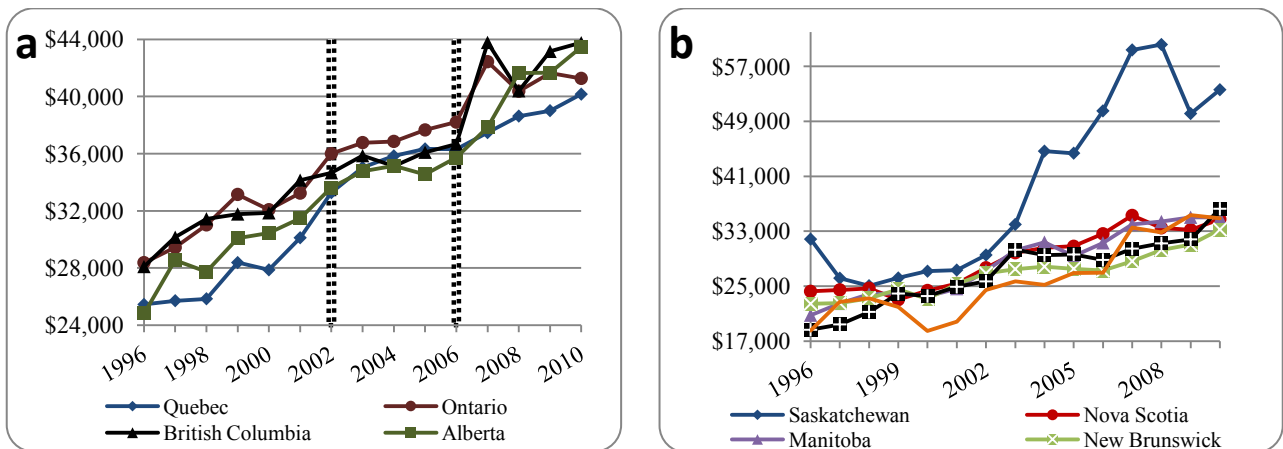 a
$44,000
$40,000
$36,000
$32,000
$28,000
$24,000
1996 1998 2000 2002 2004 2006 2008 2010
Quebec Ontario
British Columbia Alberta
b
$57,000
$49,000
$41,000
$33,000
$25,000
$17,000
1996 1999 2002 2005 2008
Saskatchewan Nova Scotia
Manitoba New Brunswick